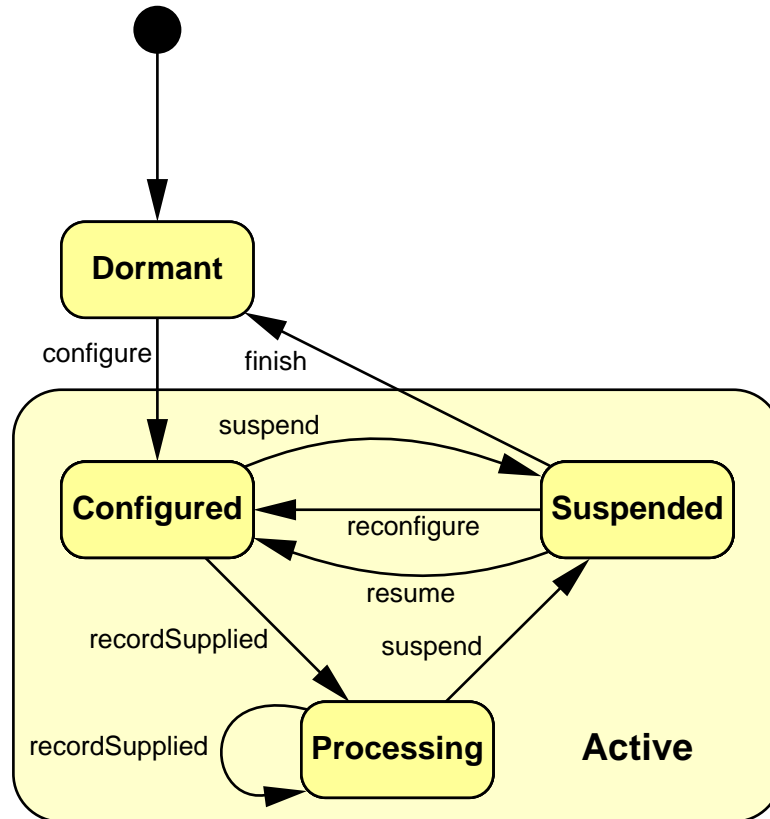 Dormant
configure
finish
suspend
Configured
Suspended
reconfigure
resume
recordSupplied
suspend
recordSupplied
Processing
Active